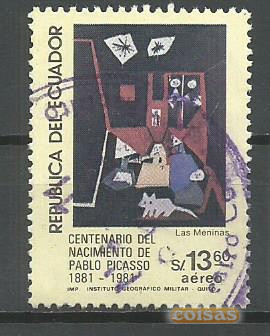 REPUBLICA DEL ECUADOR
Las Meninas
CENTENARIO DEL
NACIMIENTO DE
PABLO PICASSO
1881 - 1981
S/. 13.60
aéreo
IMP. INSTITUTO GEOGRAFICO MILITAR - QUITO
coisas